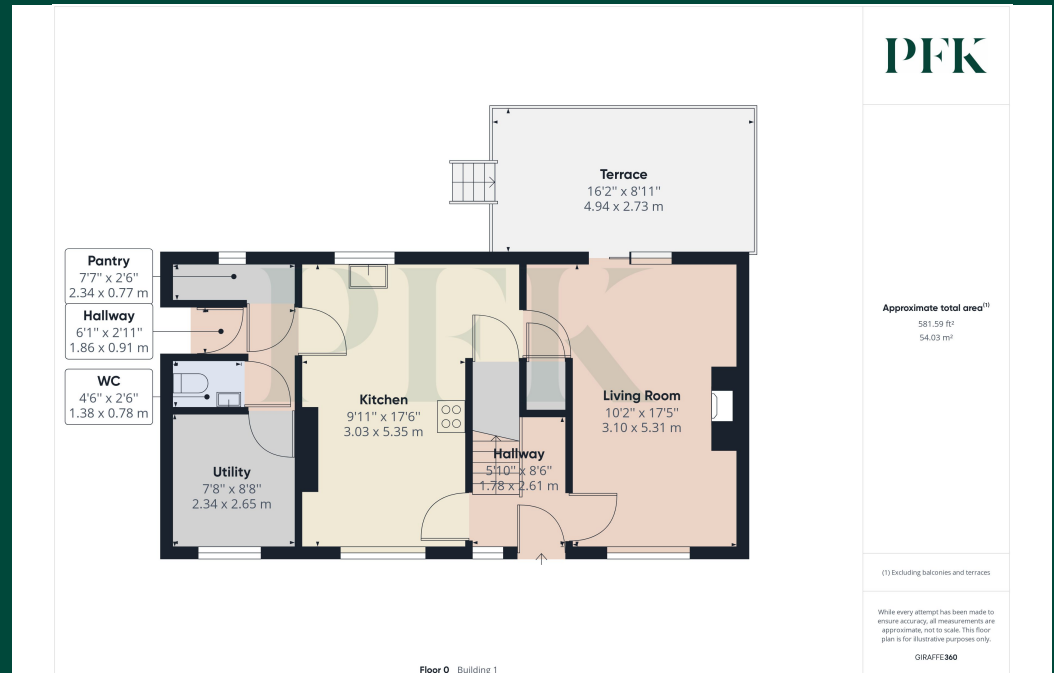 PFK
Terrace
16'2" x 8'11"
4.94 x 2.73 m
Pantry
7'7" x 2'6"
2.34 x 0.77 m
Hallway
6'1" x 2'11"
1.86 x 0.91 m
WC
4'6" x 2'6"
1.38 x 0.78 m
PFK
Kitchen
9'11" x 17'6"
3.03 x 5.35 m
Living Room
10'2" x 17'5"
3.10 x 5.31 m
Hallway
5'10" x 8'6"
1.78 x 2.61 m
Utility
7'8" x 8'8"
2.34 x 2.65 m
Approximate total area(1)
581.59 ft²
54.03 m²
(1) Excluding balconies and terraces
While every attempt has been made to
ensure accuracy, all measurements are
approximate, not to scale. This floor
plan is for illustrative purposes only.
GIRAFFE360
Floor 0 Building 1